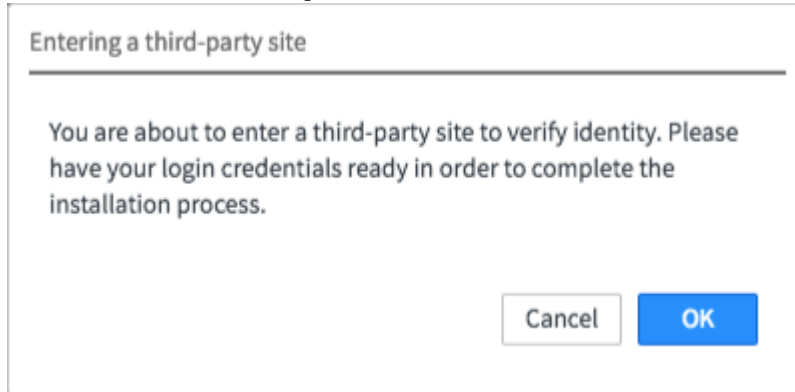 Entering a third-party site
You are about to enter a third-party site to verify identity. Please
have your login credentials ready in order to complete the
installation process.
Cancel
OK